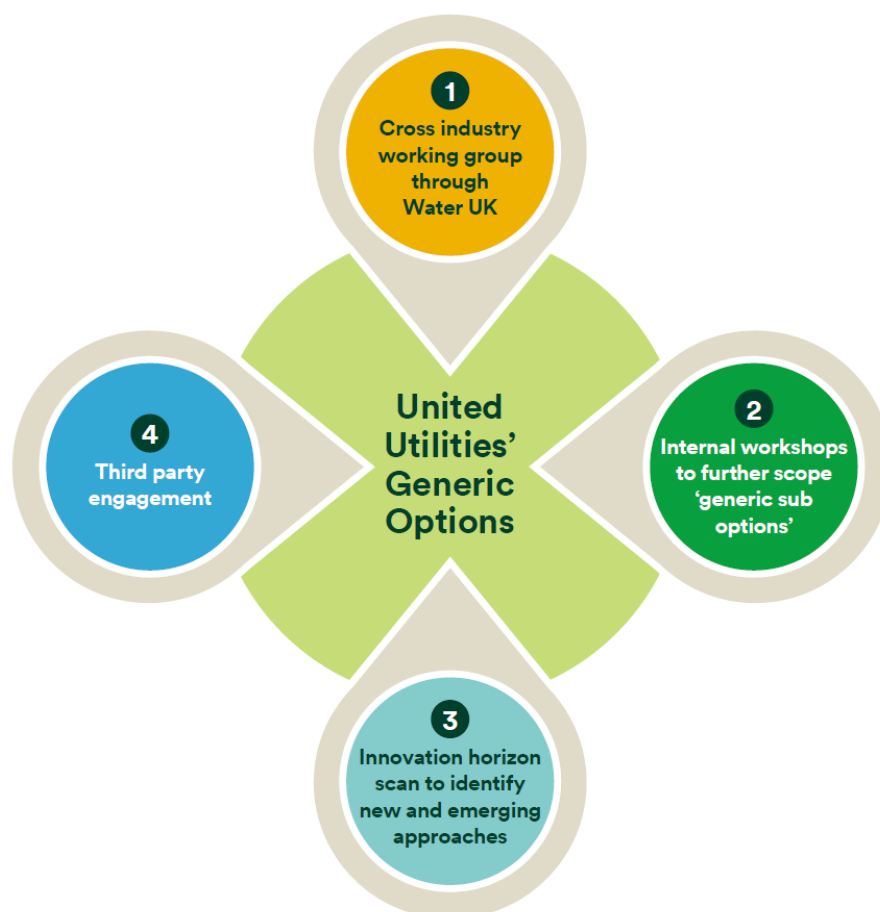 1
Cross industry
working group
through
Water UK
United
Utilities’
Generic
Options
2
Internal workshops
to further scope
‘generic sub
options’
3
Innovation horizon
scan to identify
new and emerging
approaches
4
Third party
engagement